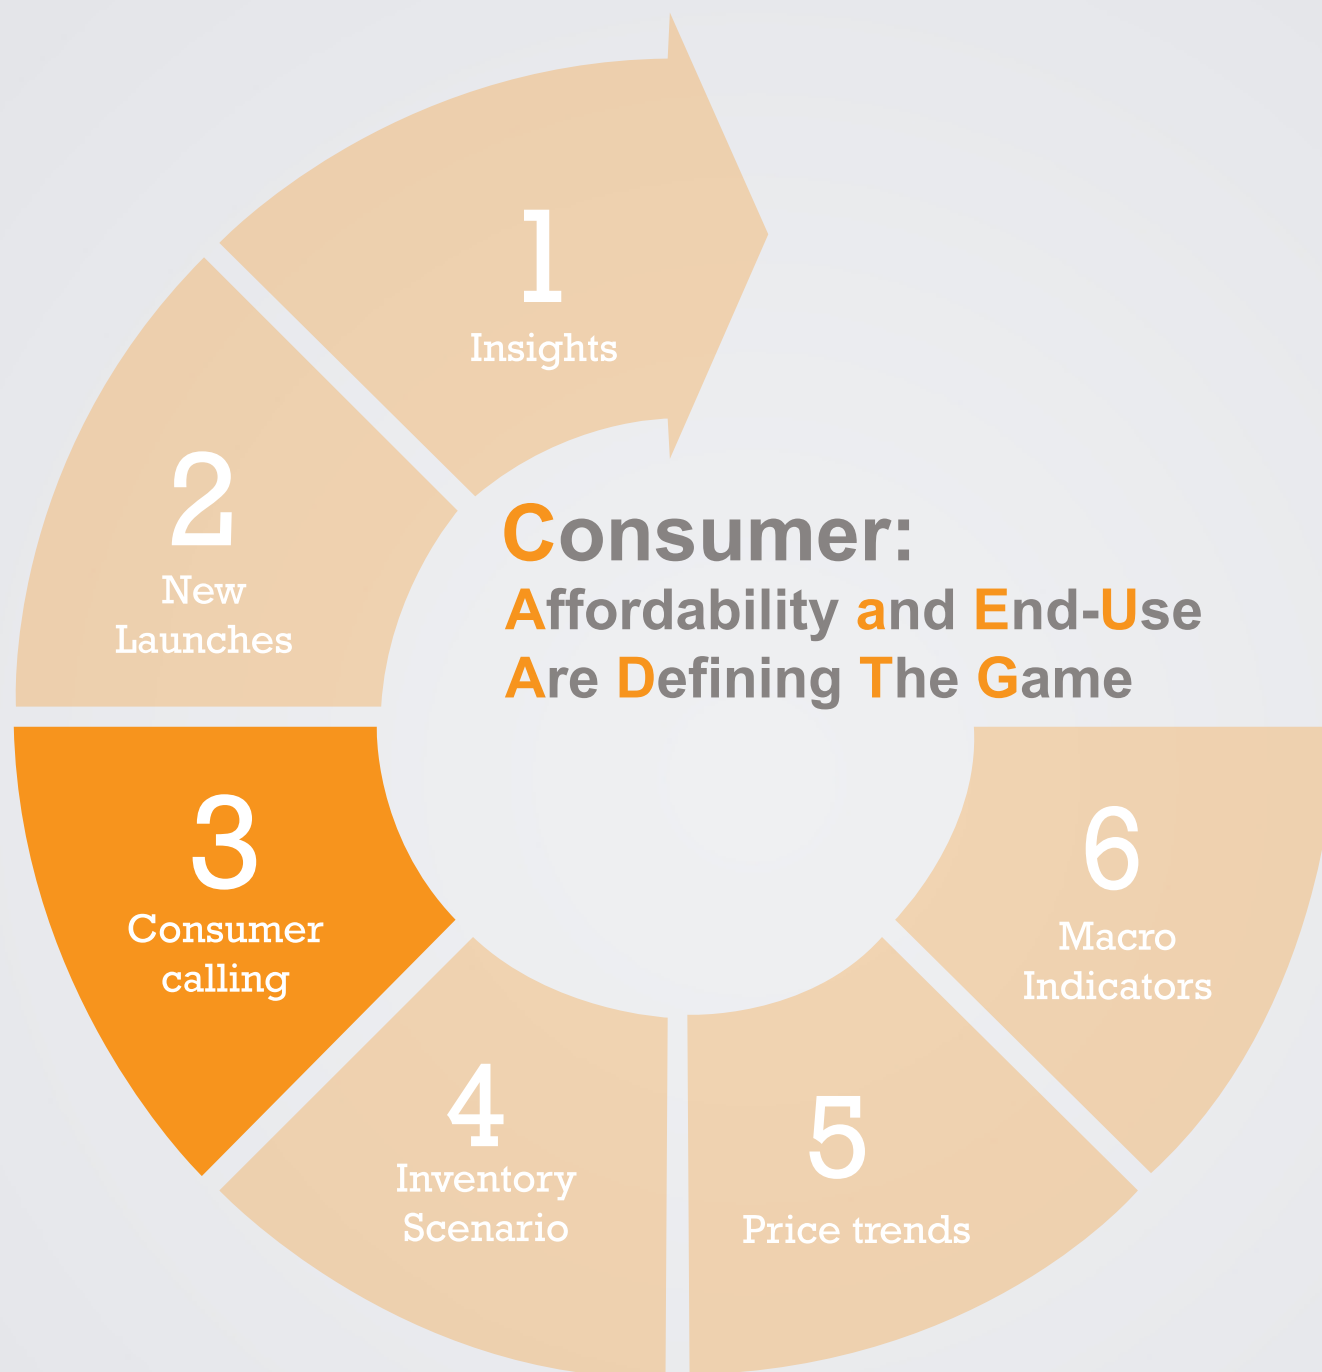 1
Insights
2
New
Launches
Consumer:
Affordability and End-Use
Are Defining The Game
3
Consumer
calling
4
Inventory
Scenario
5
Price trends
6
Macro
Indicators